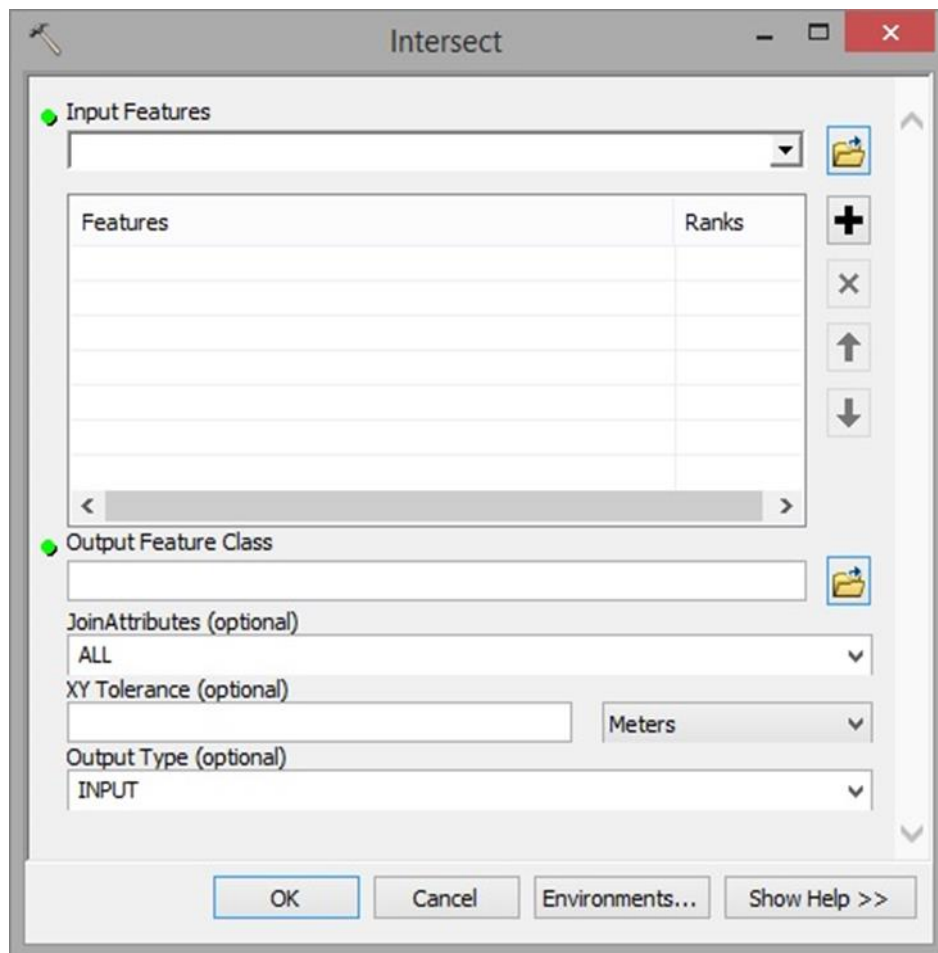 Intersect
Input Features
Features Ranks
Output Feature Class
JoinAttributes (optional)
ALL
XY Tolerance (optional)
Meters
Output Type (optional)
INPUT
OK Cancel Environments... Show Help >>